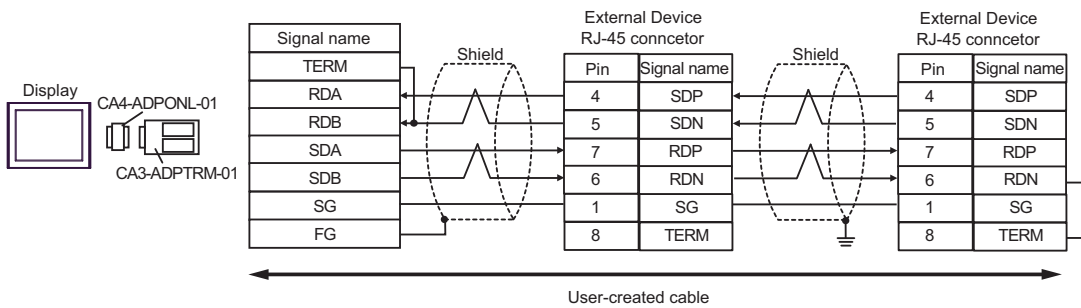 External Device
RJ-45 conncetor
External Device
RJ-45 conncetor
Display
CA4-ADPONL-01
CA3-ADPTRM-01
Signal name
TERM
RDA
RDB
SDA
SDB
SG
FG
Shield
Pin Signal name
4 SDP
5 SDN
7 RDP
6 RDN
1 SG
8 TERM
Shield
Pin Signal name
4 SDP
5 SDN
7 RDP
6 RDN
1 SG
8 TERM
User-created cable